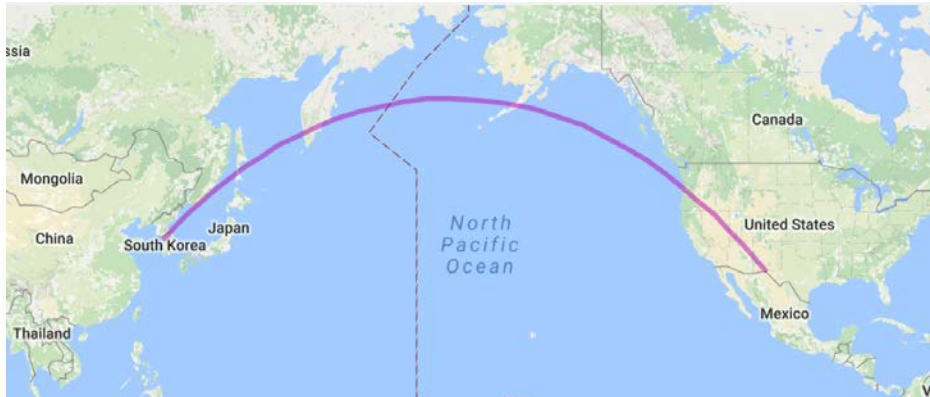 ssia
Canada
Mongolia
North
Pacific
Ocean
United States
Japan
China
South Korea
Mexico
Thailand
V